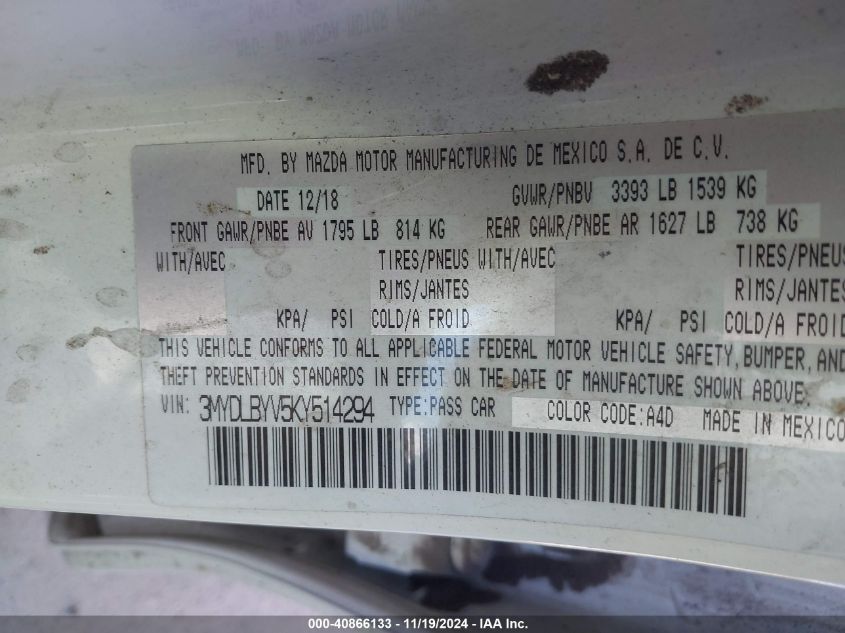 MFD. BY MAZDA MOTOR MANUFACTURING DE MEXICO S.A. DE C.V.
DATE 12/18 GVWR/PNBV 3393 LB 1539 KG
FRONT GAWR/PNBE AV 1795 LB 814 KG REAR GAWR/PNBE AR 1627 LB 738 KG
WITH/AVEC TIRES/PNEUS WITH/AVEC TIRES/PNEUS
RIMS/JANTES RIMS/JANTES
KPA/ PSI COLD/A FROID KPA/ PSI COLD/A FROID
THIS VEHICLE CONFORMS TO ALL APPLICABLE FEDERAL MOTOR VEHICLE SAFETY, BUMPER, AND
THEFT PREVENTION STANDARDS IN EFFECT ON THE DATE OF MANUFACTURE SHOWN ABOVE.
VIN: 3MYDLBYV5KY514294 TYPE:PASS CAR COLOR CODE:A4D MADE IN MEXICO
000-40866133 - 11/19/2024 - IAA Inc.